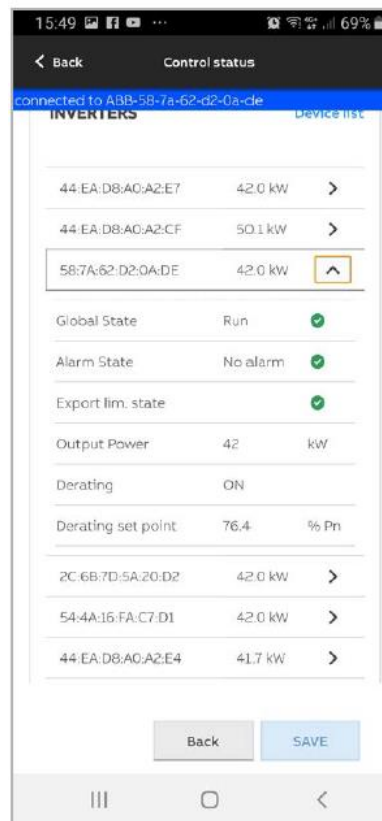 15:49 ... 69%
Back Control status
connected to ABB-58-7a-62-d2-0a-de
INVERTERS Device list
44:EA:D8:A0:A2:E7 42.0 kW
44:EA:D8:A0:A2:CF 50.1 kW
58:7A:62:D2:0A:DE 42.0 kW
Global State Run
Alarm State No alarm
Export lim. state
Output Power 42 kW
Derating ON
Derating set point 76.4 % Pn
2C:6B:7D:5A:20:D2 42.0 kW
54:4A:16:FA:C7:D1 42.0 kW
44:EA:D8:A0:A2:E4 41.7 kW
Back SAVE